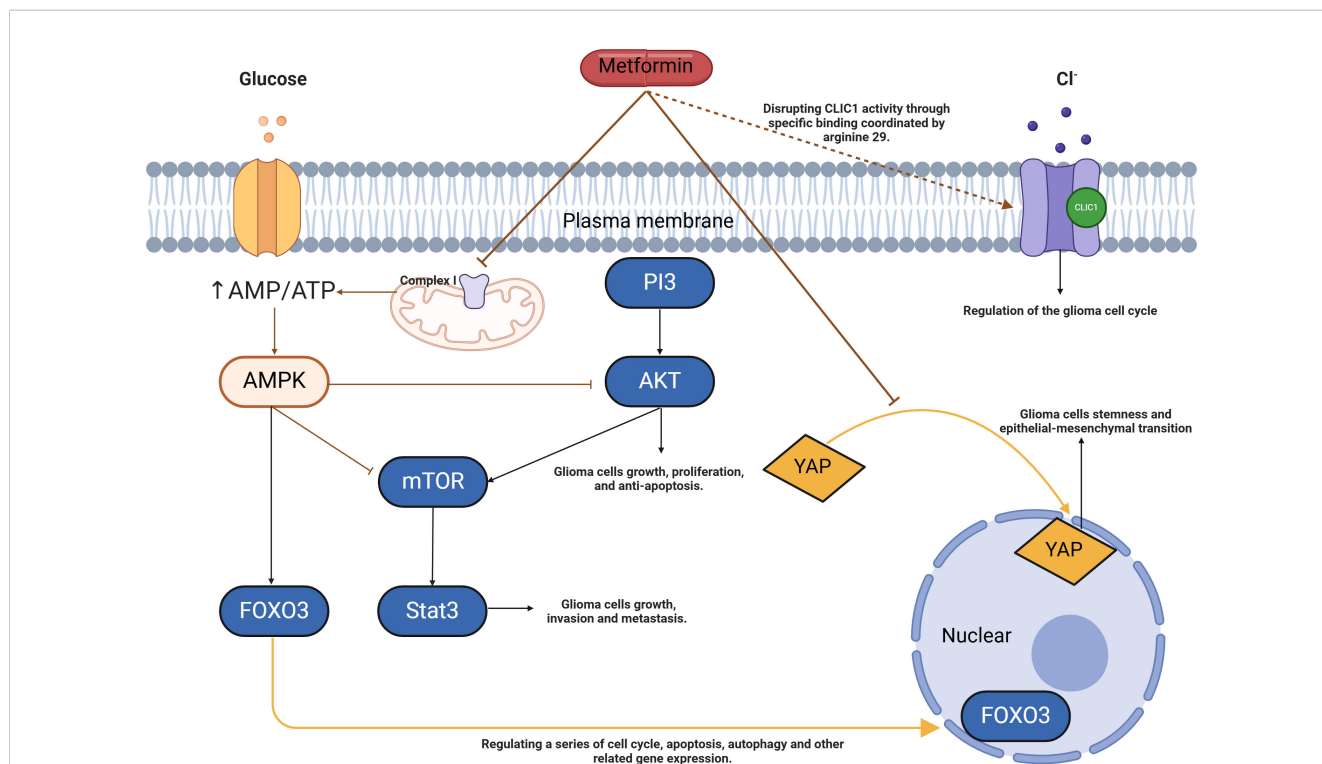 Metformin
Glucose
Cl-
Disrupting CLIC1 activity through
specific binding coordinated by
arginine 29.
CLIC1
Plasma membrane
Complex I
↑AMP/ATP
PI3
Regulation of the glioma cell cycle
AMPK
AKT
Glioma cells stemness and
epithelial-mesenchymal transition
YAP
mTOR
Glioma cells growth, proliferation,
and anti-apoptosis.
YAP
FOXO3
Stat3
Glioma cells growth,
invasion and metastasis.
Nuclear
FOXO3
Regulating a series of cell cycle, apoptosis, autophagy and other
related gene expression.